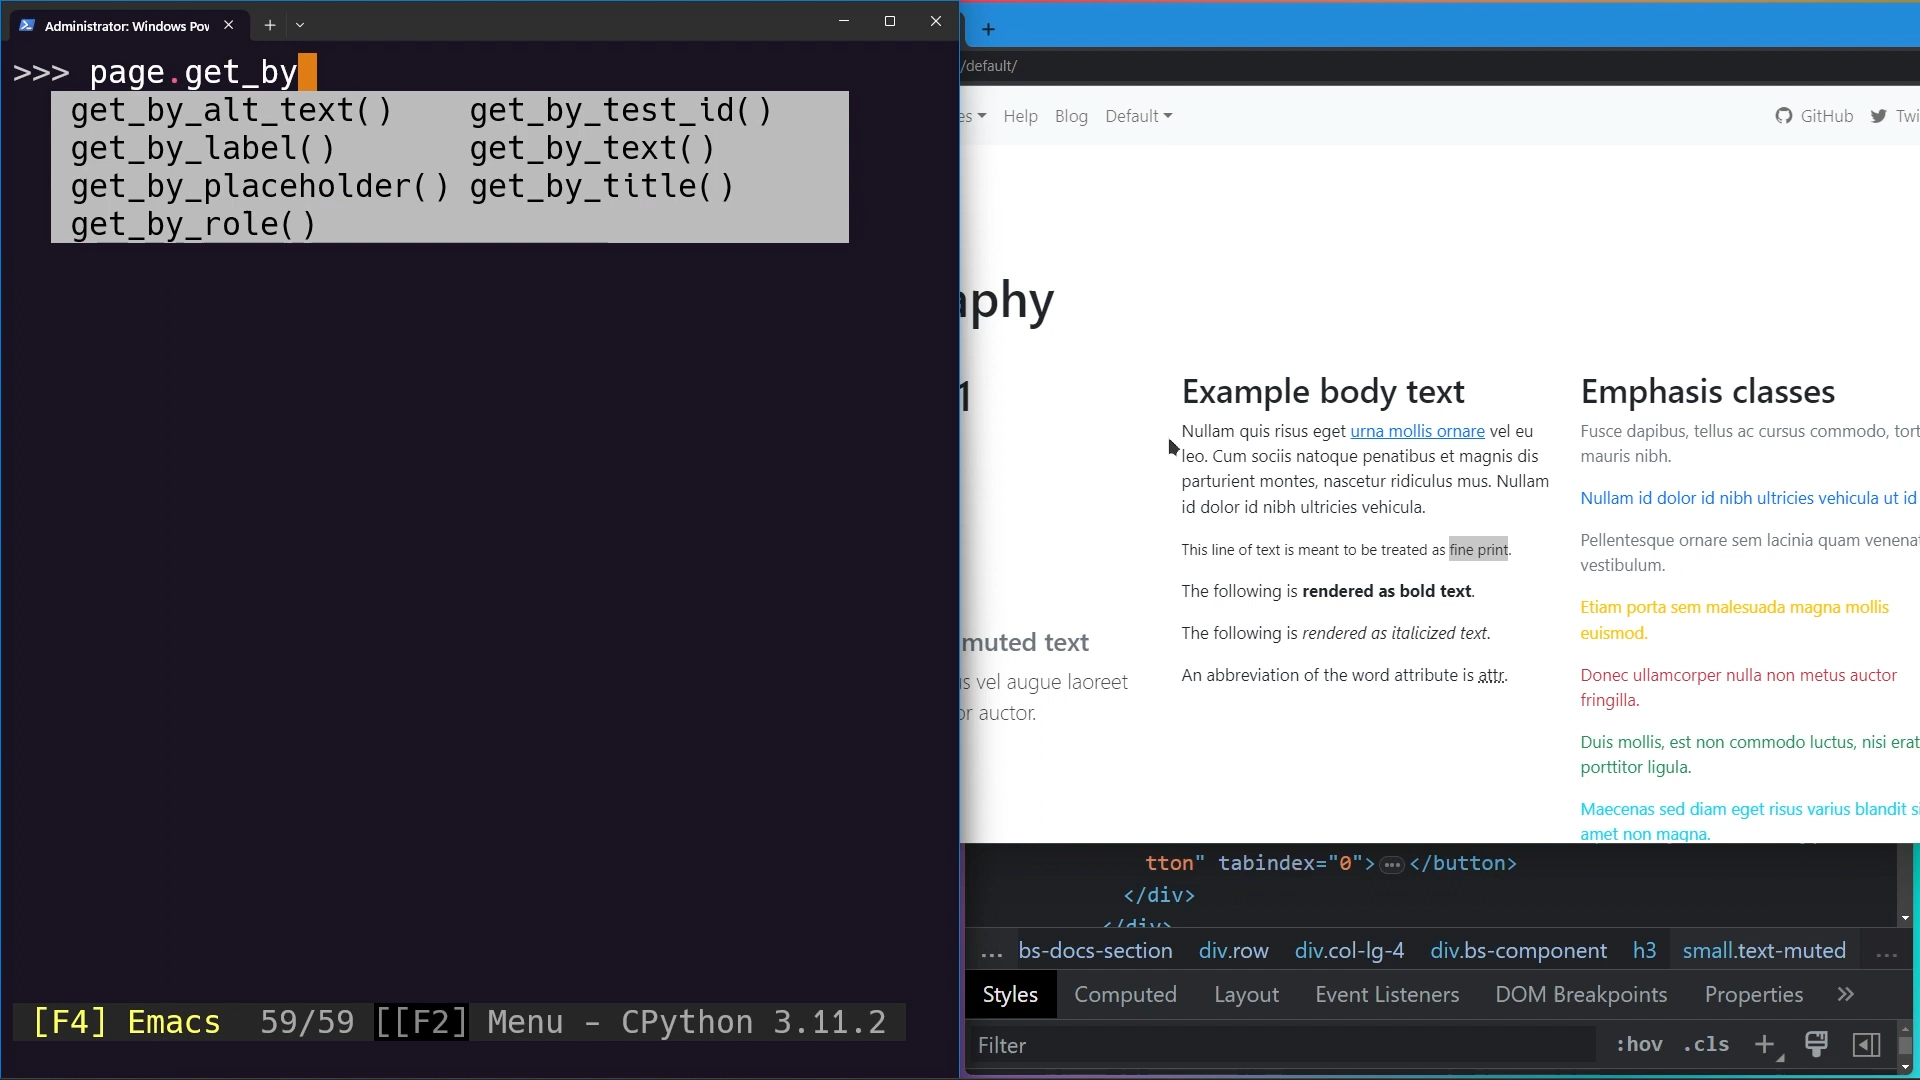 Administrator: Windows Pov
>>> page.get_by
get_by_alt_text() get_by_test_id()
get_by_label() get_by_text()
get_by_placeholder() get_by_title()
get_by_role()
[F4] Emacs 59/59 [[F2] Menu - CPython 3.11.2
/default/
es Help Blog Default GitHub Twi
aphy
1
muted text
is vel augue laoreet
or auctor.
Example body text
Nullam quis risus eget urna mollis ornare vel eu
leo. Cum sociis natoque penatibus et magnis dis
parturient montes, nascetur ridiculus mus. Nullam
id dolor id nibh ultricies vehicula.
This line of text is meant to be treated as fine print.
The following is rendered as bold text.
The following is rendered as italicized text.
An abbreviation of the word attribute is attr.
Emphasis classes
Fusce dapibus, tellus ac cursus commodo, tort
mauris nibh.
Nullam id dolor id nibh ultricies vehicula ut id
Pellentesque ornare sem lacinia quam venenat
vestibulum.
Etiam porta sem malesuada magna mollis
euismod.
Donec ullamcorper nulla non metus auctor
fringilla.
Duis mollis, est non commodo luctus, nisi erat
porttitor ligula.
Maecenas sed diam eget risus varius blandit si
amet non magna.
tton" tabindex="0">…</button>
</div>
</div>
... bs-docs-section div.row div.col-lg-4 div.bs-component h3 small.text-muted ...
Styles Computed Layout Event Listeners DOM Breakpoints Properties »
Filter :hov .cls +